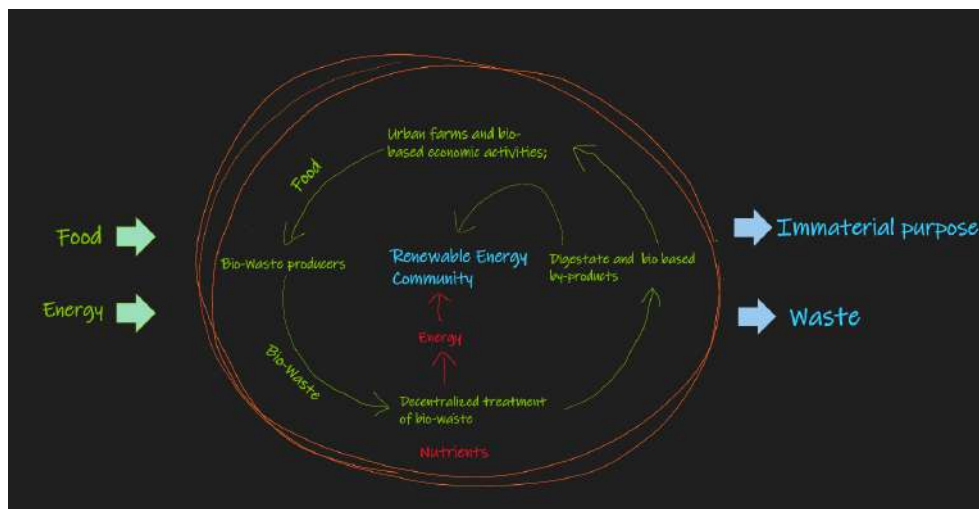 Urban farms and bio-
based economic activities;
Food
Food
Energy
Bio-Waste producers
Renewable Energy
Community
Digestate and bio based
by-products
Immaterial purpose
Waste
Energy
Bio-Waste
Decentralized treatment
of bio-waste
Nutrients